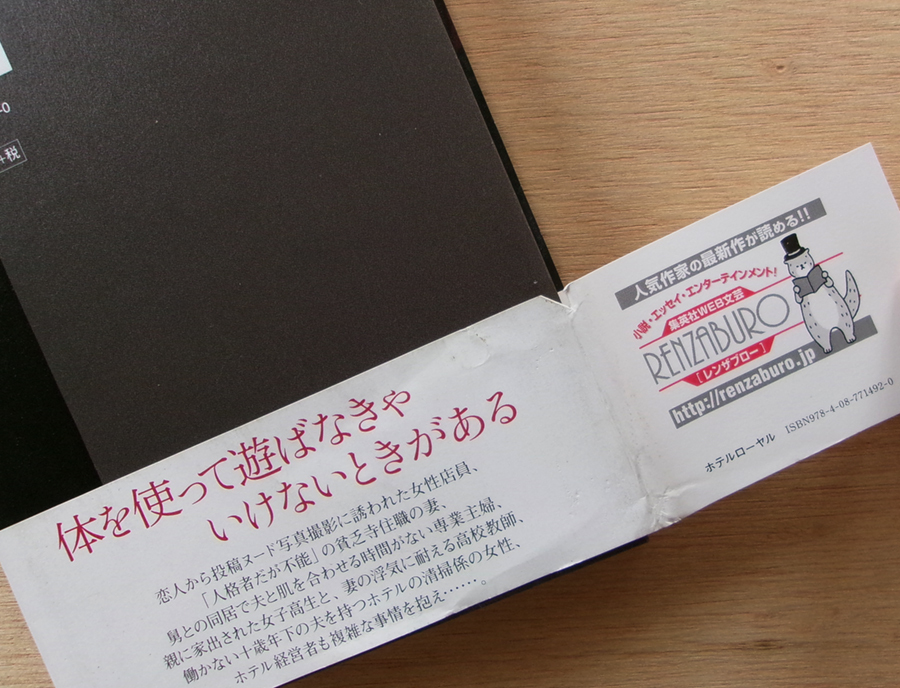 -0
+税
体を使って遊ばなきゃ
いけないときがある
恋人から投稿ヌード写真撮影に誘われた女性店員、
「人格者だが不能」の貧乏寺住職の妻、
舅との同居で夫と肌を合わせる時間がない専業主婦、
親に家出された女子高生と、妻の浮気に耐える高校教師、
働かない十歳年下の夫を持つホテルの清掃係の女性、
ホテル経営者も複雑な事情を抱え……。
人気作家の最新作が読める!!
小説・エッセイ・エンターテインメント!
集英社WEB文芸
RENZABURO
[レンザブロー]
http://renzaburo.jp
ホテルローヤル ISBN978-4-08-771492-0